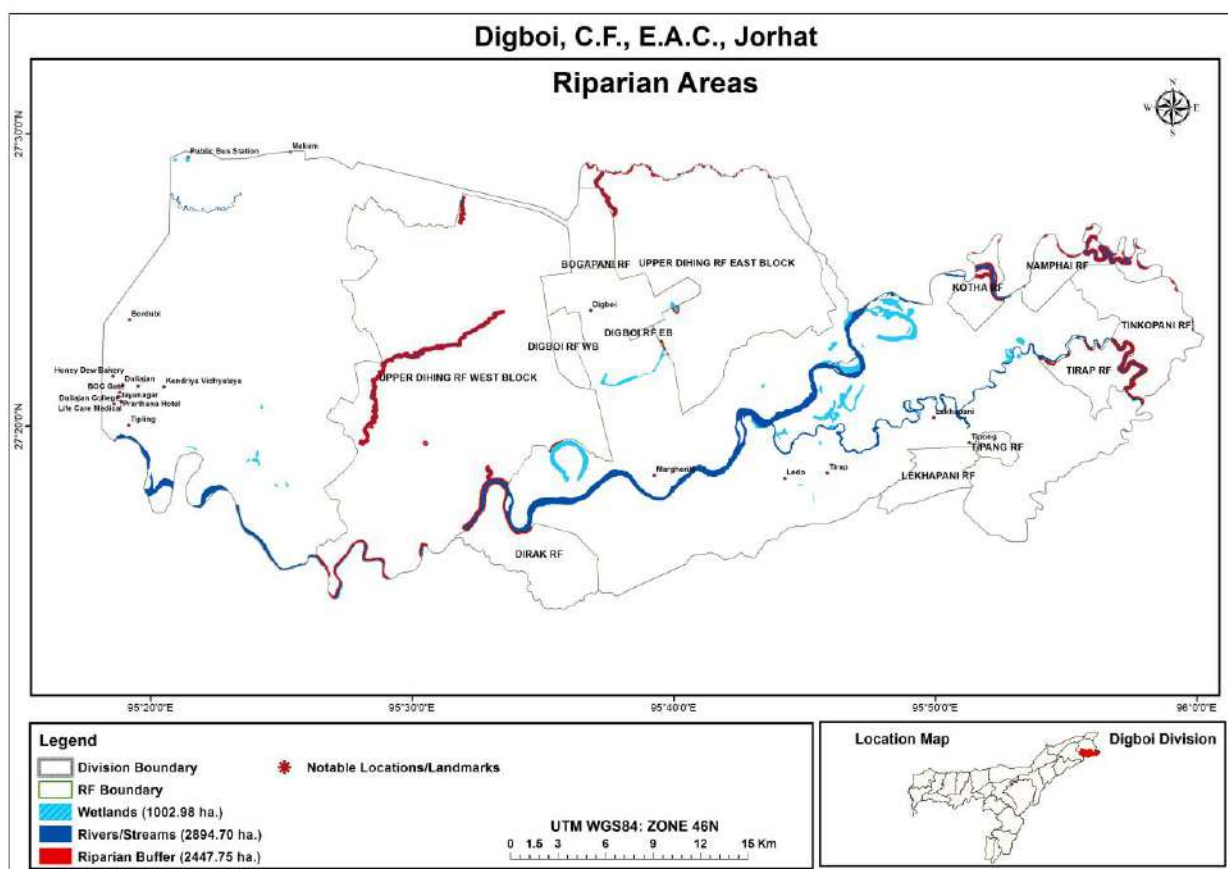 Digboi, C.F., E.A.C., Jorhat
Riparian Areas
N
W E
S
27°30'0"N
27°20'0"N
Public Bus Station
Makum
BOGAPANI RF
UPPER DIHING RF EAST BLOCK
NAMPHAI RF
KOTHA RF
Digboi
Bordubi
DIGBOI RF EB
TINKOPANI RF
DIGBOI RF WB
Honey Dew Bakery
UPPER DIHING RF WEST BLOCK
TIRAP RF
Duliajan
Kendriya Vidhyalaya
BOC Gate
Jayanagar
Duliajan College
Prarthana Hotel
Life Care Medical
Tipling
Lekhapani
Tipong
TIPANG RF
Margherita
Ledo
Tirap
LEKHAPANI RF
DIRAK RF
95°20'0"E
95°30'0"E
95°40'0"E
95°50'0"E
96°0'0"E
Legend
Division Boundary
Notable Locations/Landmarks
RF Boundary
Wetlands (1002.98 ha.)
Rivers/Streams (2894.70 ha.)
Riparian Buffer (2447.75 ha.)
UTM WGS84: ZONE 46N
0 1.5 3 6 9 12 15 Km
Location Map
Digboi Division